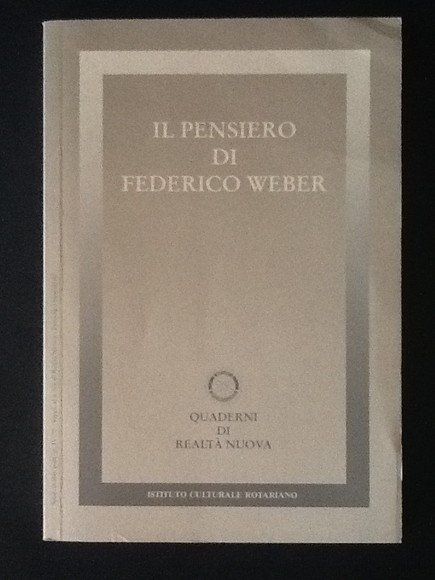 IL PENSIERO
DI
FEDERICO WEBER
QUADERNI
DI
REALTÀ NUOVA
ISTITUTO CULTURALE ROTARIANO